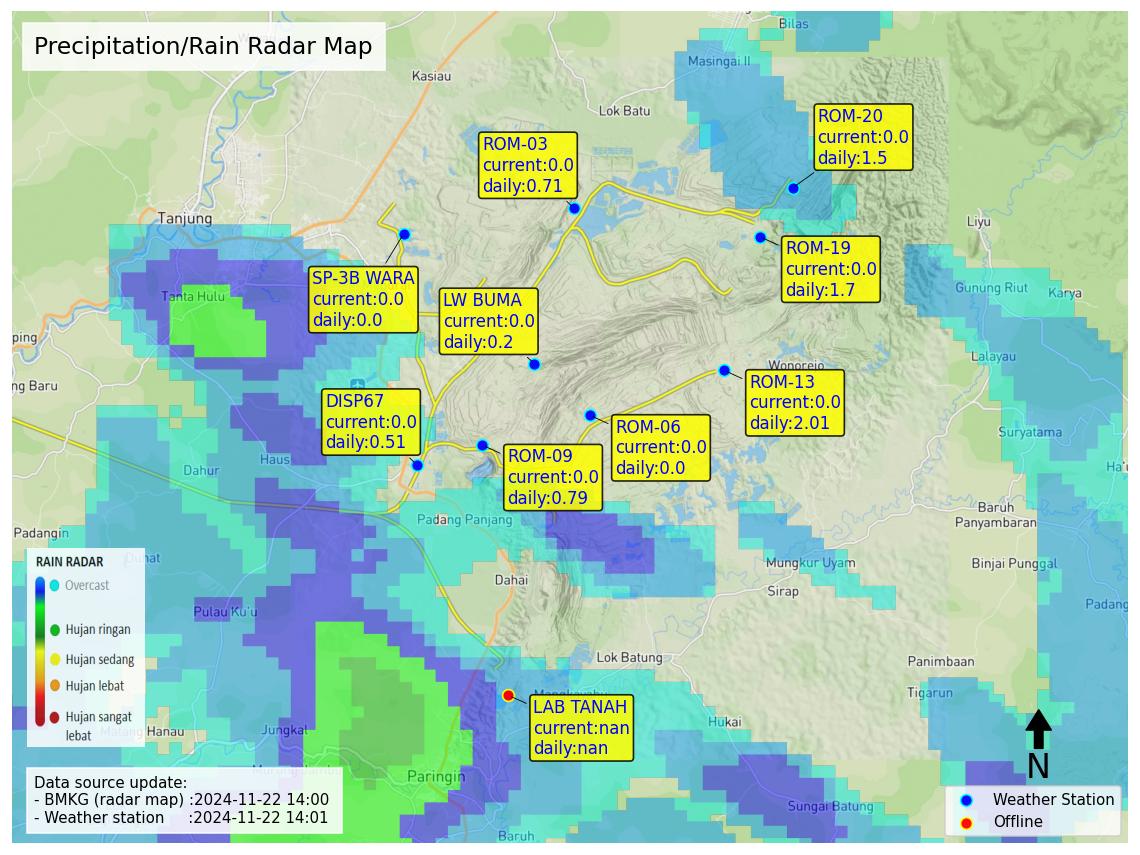 Precipitation/Rain Radar Map
Bilas
Masingai II
Kasiau
Lok Batu
ROM-20
current:0.0
daily:1.5
ROM-03
current:0.0
daily:0.71
Tanjung
Liyu
ROM-19
current:0.0
daily:1.7
SP-3B WARA
current:0.0
daily:0.0
Tanta Hulu
LW BUMA
current:0.0
daily:0.2
Gunung Riut
Karya
ping
Lalayau
Wonorejo
ng Baru
ROM-13
current:0.0
daily:2.01
DISP67
current:0.0
daily:0.51
ROM-06
current:0.0
daily:0.0
Suryatama
ROM-09
current:0.0
daily:0.79
Haus
Dahur
Padang Panjang
Baruh
Panyambaran
Padangin
Binjai Punggal
Mungkur Uyam
Dahai
Sirap
Padang
Pulau Ku'u
RAIN RADAR
Overcast
Hujan ringan
Hujan sedang
Hujan lebat
Hujan sangat
lebat
Lok Batung
Panimbaan
Tigarun
LAB TANAH
current:nan
daily:nan
Hukai
Jungkal
Manau
Paringin
Sungai Batung
Baruh
N
Data source update:
- BMKG (radar map) :2024-11-22 14:00
- Weather station :2024-11-22 14:01
Weather Station
Offline